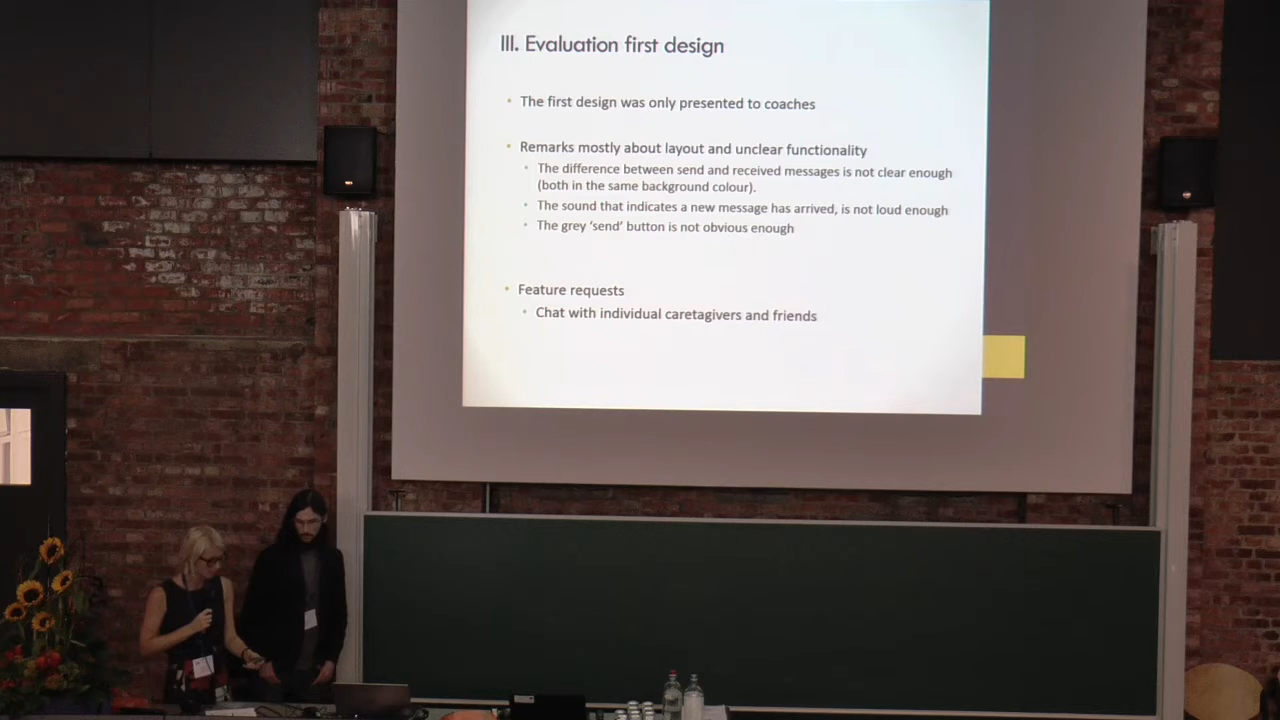 III. Evaluation first design
• The first design was only presented to coaches
• Remarks mostly about layout and unclear functionality
• The difference between send and received messages is not clear enough
(both in the same background colour).
• The sound that indicates a new message has arrived, is not loud enough
• The grey ‘send’ button is not obvious enough
• Feature requests
• Chat with individual caretagivers and friends